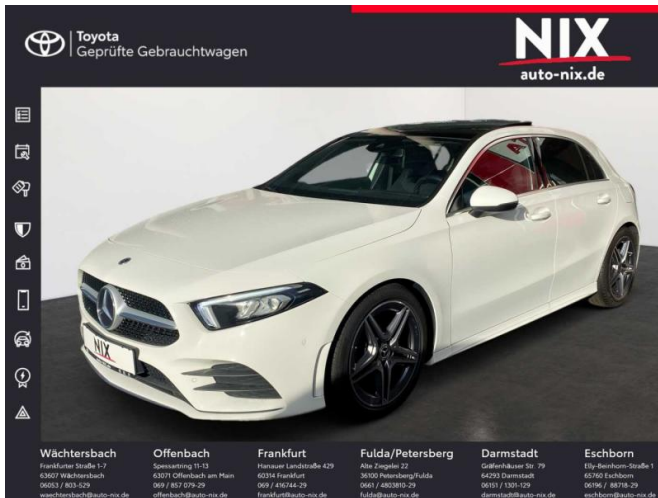 Toyota
Geprüfte Gebrauchtwagen
NIX
auto-nix.de
NIX
Wächtersbach
Frankfurter Straße 1-7
63607 Wächtersbach
06053 / 803-529
waechtersbach@auto-nix.de
Offenbach
Spessartring 11-13
63071 Offenbach am Main
069 / 857 079-29
offenbach@auto-nix.de
Frankfurt
Hanauer Landstraße 429
60314 Frankfurt
069 / 416744-29
frankfurt@auto-nix.de
Fulda/Petersberg
Alte Ziegelei 22
36100 Petersberg/Fulda
0661 / 4803810-29
fulda@auto-nix.de
Darmstadt
Gräfenhäuser Str. 79
64293 Darmstadt
06151 / 1301-129
darmstadt@auto-nix.de
Eschborn
Elly-Beinhorn-Straße 1
65760 Eschborn
06196 / 88718-29
eschborn@auto-nix.de